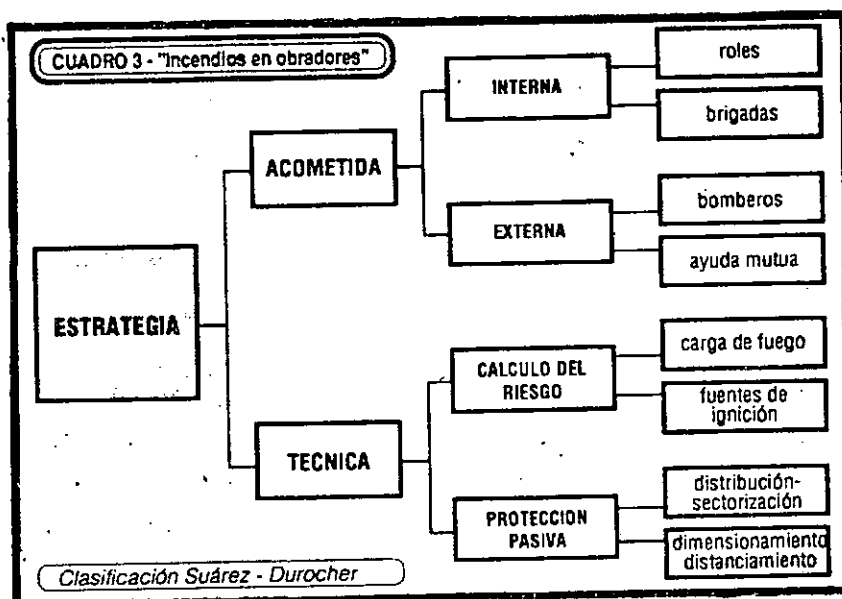 CUADRO 3 - "Incendios en obradores"
ESTRATEGIA
ACOMETIDA
INTERNA
roles
brigadas
EXTERNA
bomberos
ayuda mutua
TECNICA
CALCULO DEL
RIESGO
carga de fuego
fuentes de
ignición
PROTECCION
PASIVA
distribución-
sectorización
dimensionamiento
distanciamiento
Clasificación Suárez - Durocher